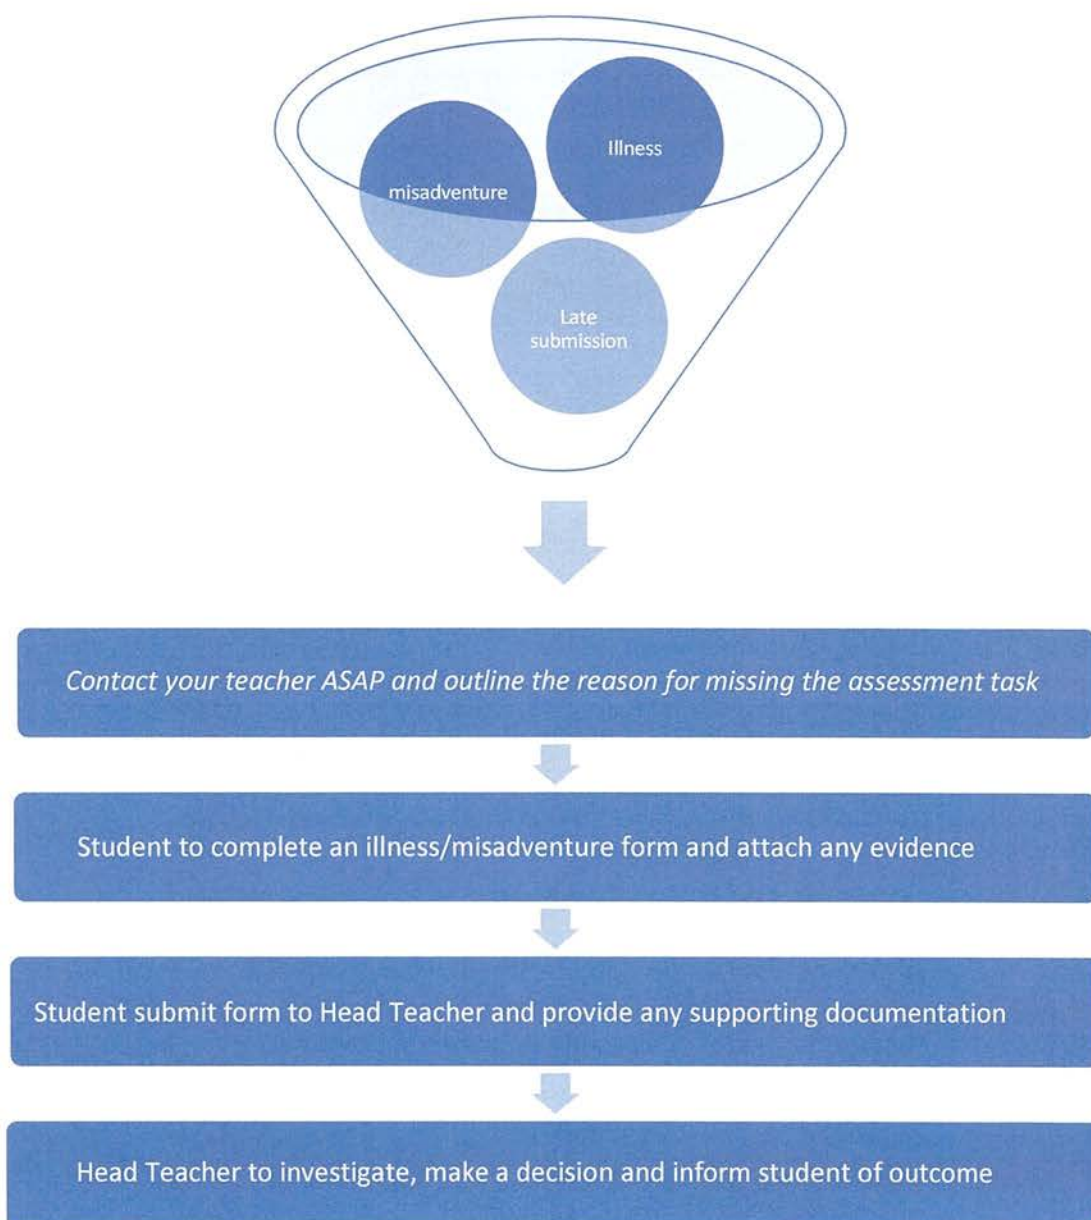 Illness
misadventure
Late
submission
Contact your teacher ASAP and outline the reason for missing the assessment task
Student to complete an illness/misadventure form and attach any evidence
Student submit form to Head Teacher and provide any supporting documentation
Head Teacher to investigate, make a decision and inform student of outcome